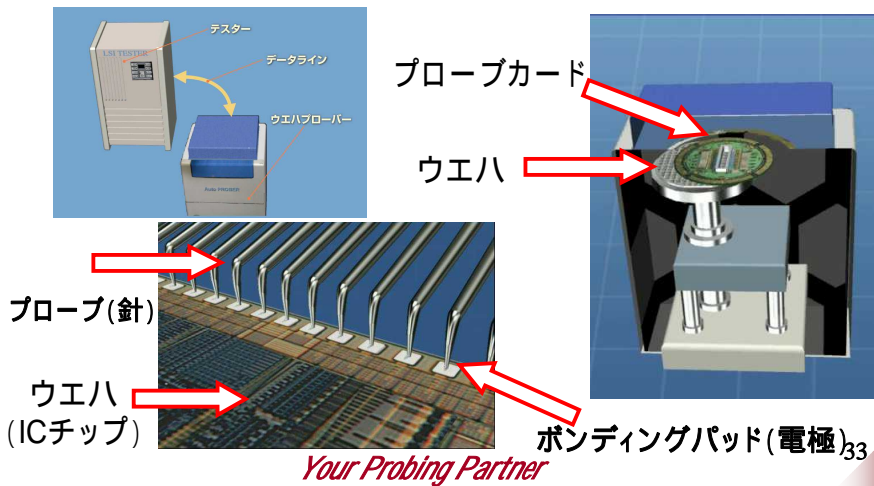 テスター
LSI TESTER
データライン
ウエハプローバー
Auto PROBER
プローブカード
ウエハ
プローブ(針)
ウエハ
(ICチップ)
ボンディングパッド(電極)
33
Your Probing Partner